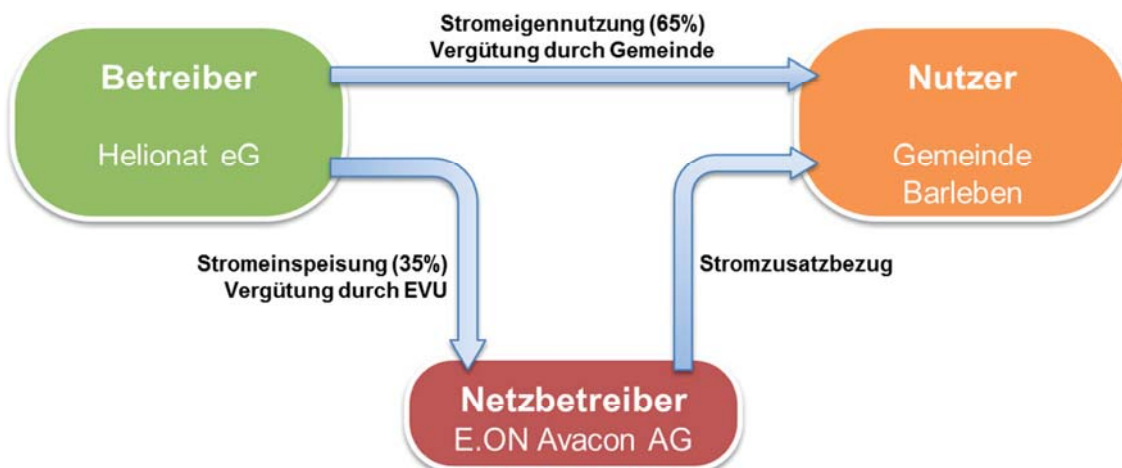 Stromeigennutzung (65%)
Vergütung durch Gemeinde
Betreiber
Helionat eG
Nutzer
Gemeinde
Barleben
Stromeinspeisung (35%)
Vergütung durch EVU
Stromzusatzbezug
Netzbetreiber
E.ON Avacon AG